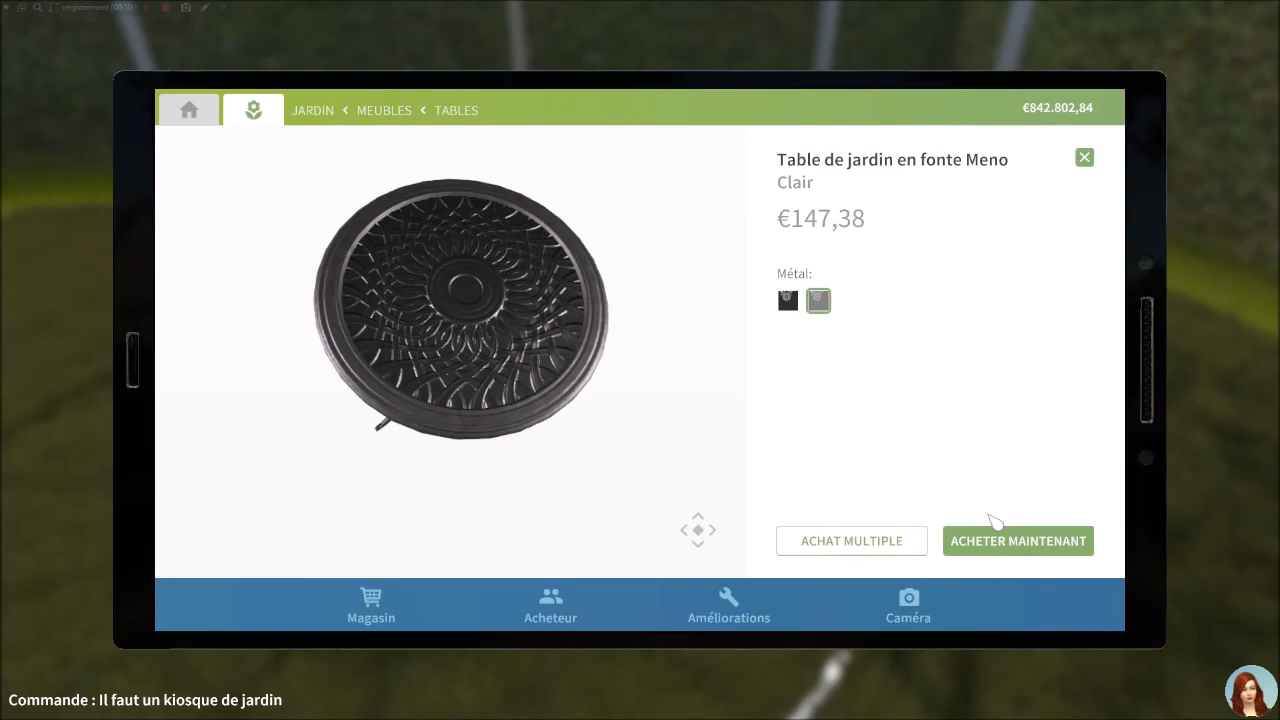 JARDIN < MEUBLES < TABLES
€842.802,84
Table de jardin en fonte Meno
Clair
€147,38
Métal:
ACHAT MULTIPLE
ACHETER MAINTENANT
Magasin
Acheteur
Améliorations
Caméra
Commande : Il faut un kiosque de jardin